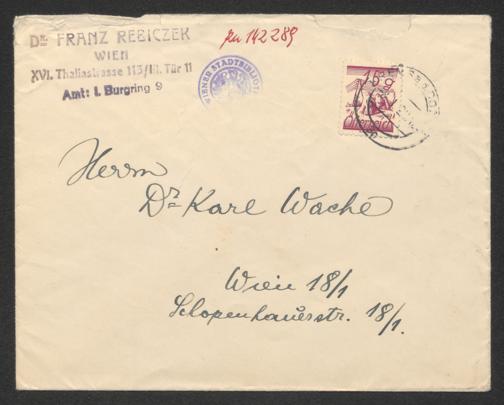 Dr. FRANZ REBICZEK
WIEN
XVI. Thaliastrasse 113/III. Tür 11
Amt: I. Burgring 9
142289
WIENER STADTBIBLIOTHEK
15
Österreich
Herrn
Dr. Karl Wache
Wien 18/1
Schopenhauerstr. 18/1.